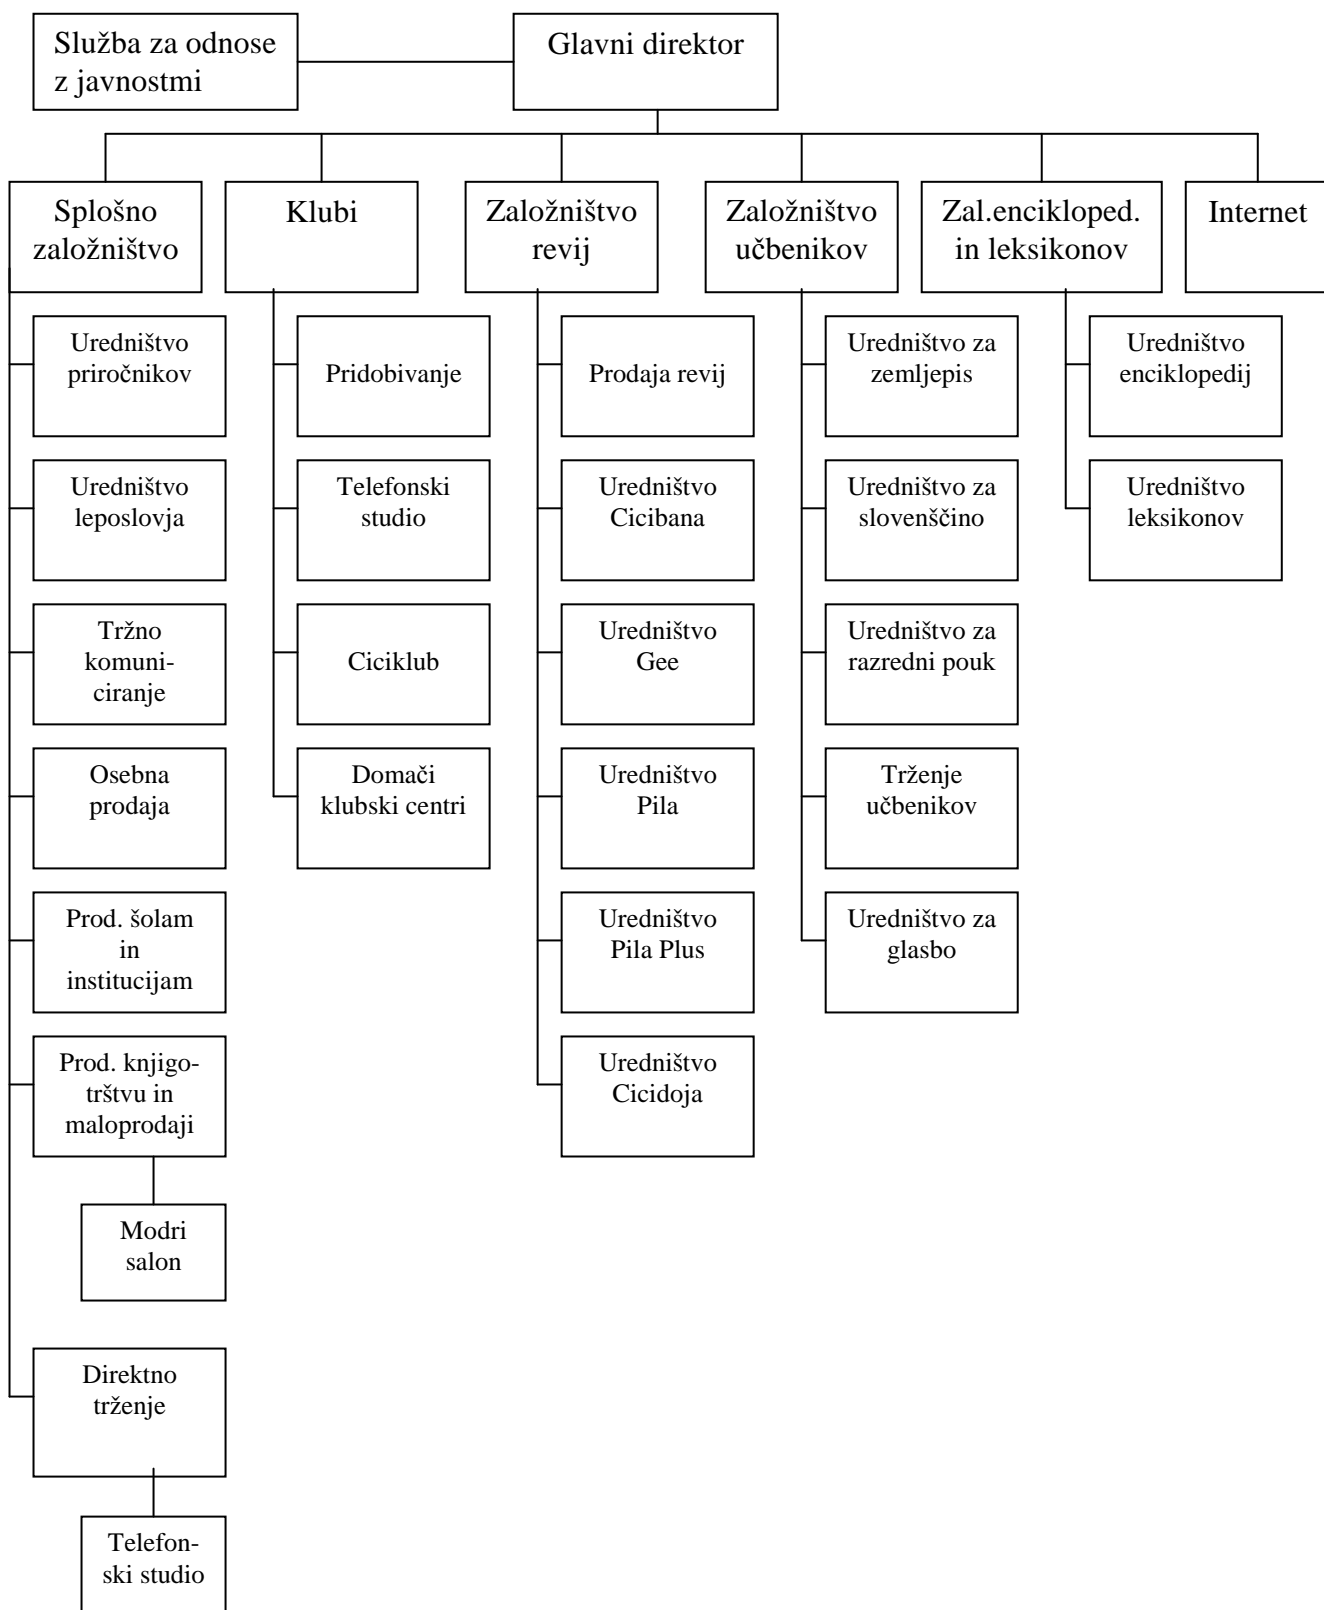 Služba za odnose
z javnostmi
Glavni direktor
Splošno
založništvo
Klubi
Založništvo
revij
Založništvo
učbenikov
Zal.encikloped.
in leksikonov
Internet
Uredništvo
priročnikov
Uredništvo
leposlovja
Tržno
komuni-
ciranje
Osebna
prodaja
Prod. šolam
in
institucijam
Prod. knjigo-
trštvu in
maloprodaji
Modri
salon
Direktno
trženje
Telefon-
ski studio
Pridobivanje
Telefonski
studio
Ciciklub
Domači
klubski centri
Prodaja revij
Uredništvo
Cicibana
Uredništvo
Gee
Uredništvo
Pila
Uredništvo
Pila Plus
Uredništvo
Cicidoja
Uredništvo za
zemljepis
Uredništvo za
slovenščino
Uredništvo za
razredni pouk
Trženje
učbenikov
Uredništvo za
glasbo
Uredništvo
enciklopedij
Uredništvo
leksikonov